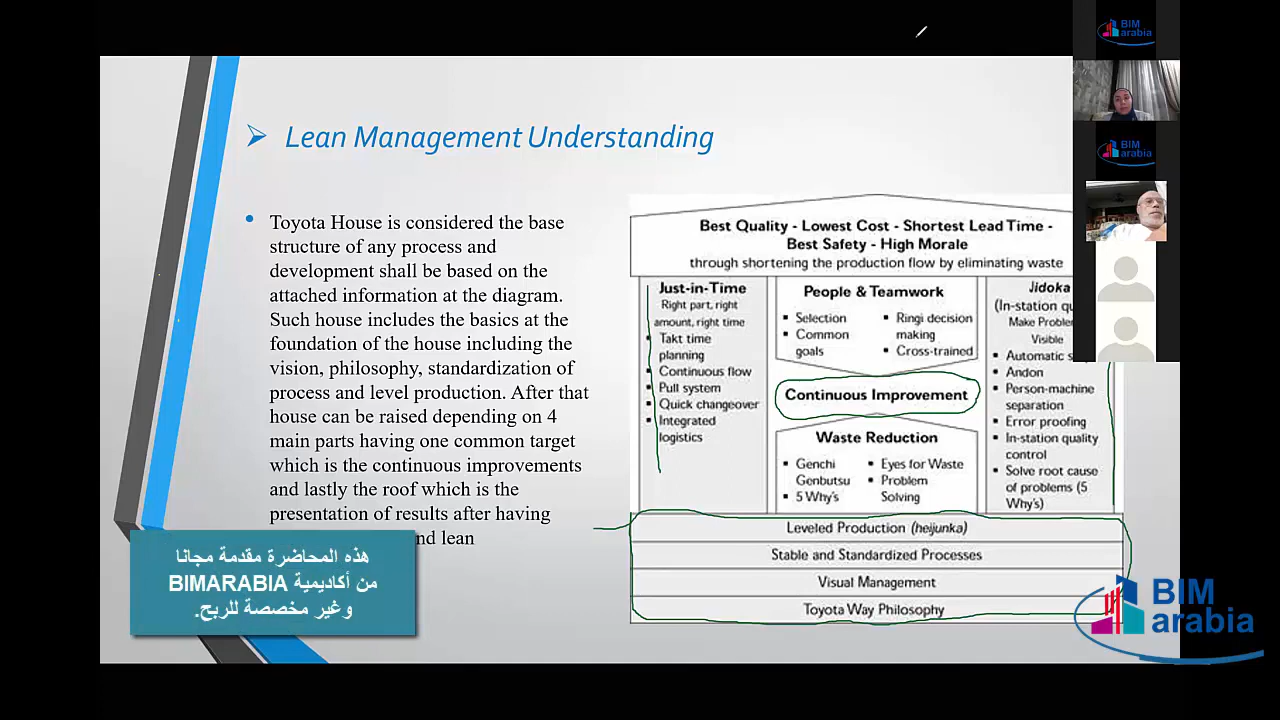 Lean Management Understanding
Toyota House is considered the base
structure of any process and
development shall be based on the
attached information at the diagram.
Such house includes the basics at the
foundation of the house including the
vision, philosophy, standardization of
process and level production. After that
house can be raised depending on 4
main parts having one common target
which is the continuous improvements
and lastly the roof which is the
presentation of results after having
nd lean
Best Quality - Lowest Cost - Shortest Lead Time -
Best Safety - High Morale
through shortening the production flow by eliminating waste
Just-in-Time
Right part, right
amount, right time
Takt time
planning
Continuous flow
Pull system
Quick changeover
Integrated
logistics
People & Teamwork
Selection
Common
goals
Ringi decision
making
Cross-trained
Continuous Improvement
Waste Reduction
Genchi
Genbutsu
5 Why's
Eyes for Waste
Problem
Solving
Jidoka
(In-station
Make
Visible
Automatic
Andon
Person-machine
separation
Error proofing
In-station quality
control
Solve root cause
of problems (5
Why's)
Leveled Production (heijunka)
Stable and Standardized Processes
Visual Management
Toyota Way Philosophy
هذه المحاضرة مقدمة مجانا
من أكاديمية BIMARABIA
وغير مخصصة للربح.
BIM
arabia
BIM
arabia
BIM
arabia